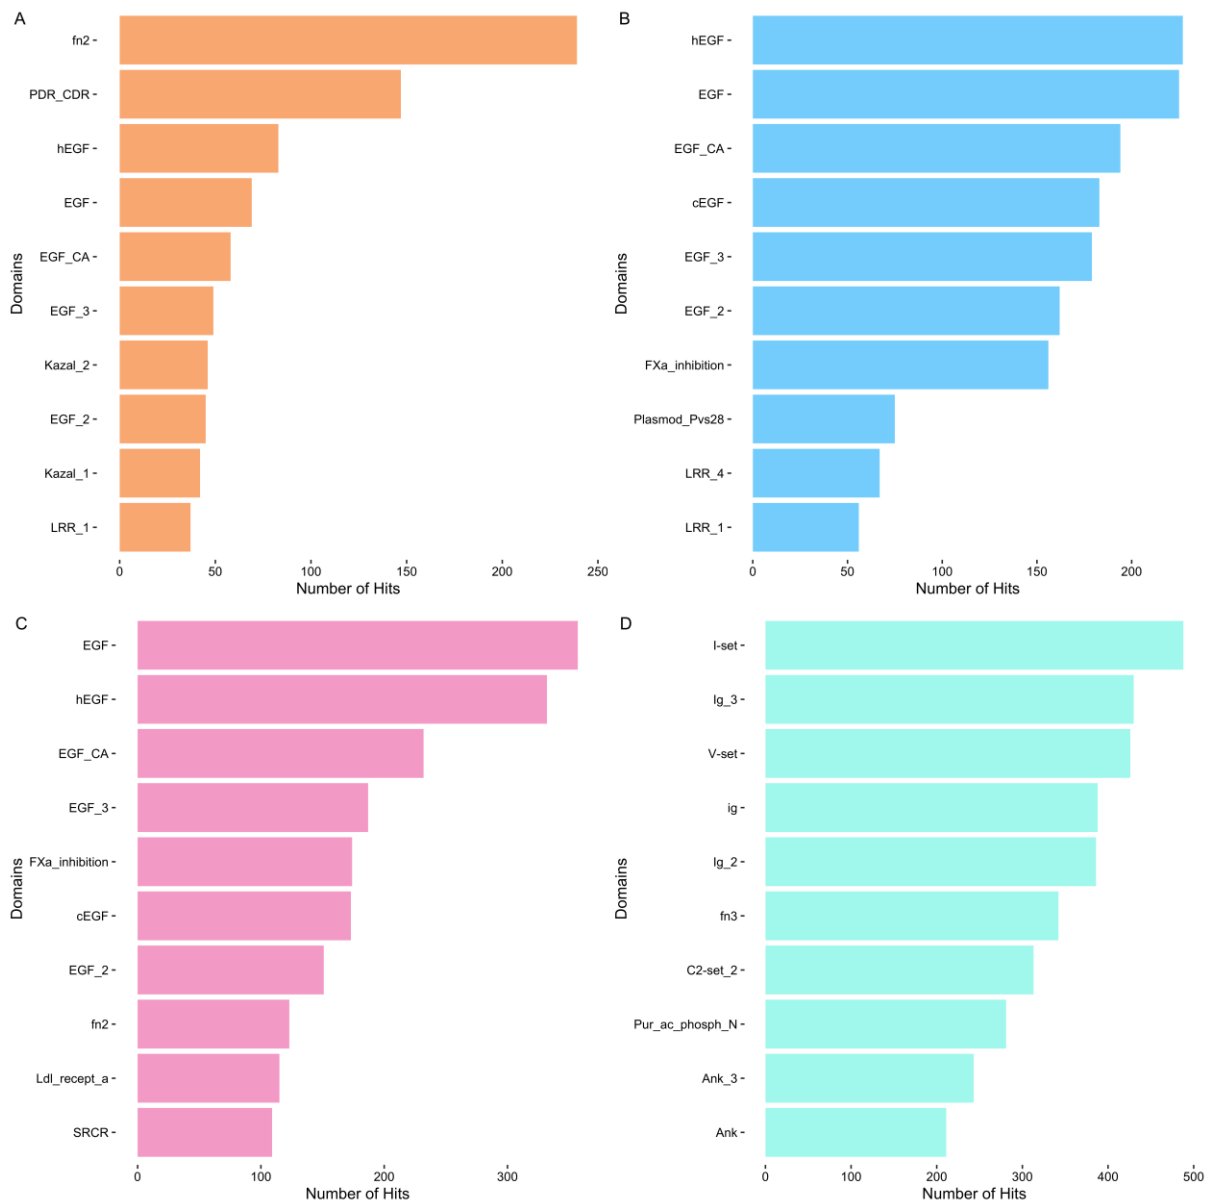 A
fn2
PDR_CDR
hEGF
EGF
EGF_CA
EGF_3
Kazal_2
EGF_2
Kazal_1
LRR_1
Domains
0 50 100 150 200 250
Number of Hits
B
hEGF
EGF
EGF_CA
cEGF
EGF_3
EGF_2
FXa_inhibition
Plasmod_Pvs28
LRR_4
LRR_1
Domains
0 50 100 150 200
Number of Hits
C
EGF
hEGF
EGF_CA
EGF_3
FXa_inhibition
cEGF
EGF_2
fn2
Ldl_recept_a
SRCR
Domains
0 100 200 300
Number of Hits
D
I-set
Ig_3
V-set
ig
Ig_2
fn3
C2-set_2
Pur_ac_phosph_N
Ank_3
Ank
Domains
0 100 200 300 400 500
Number of Hits